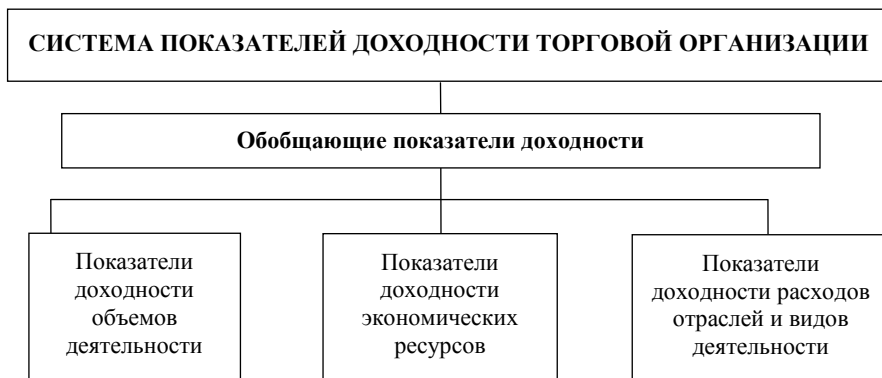 СИСТЕМА ПОКАЗАТЕЛЕЙ ДОХОДНОСТИ ТОРГОВОЙ ОРГАНИЗАЦИИ
Обобщающие показатели доходности
Показатели
доходности
объемов
деятельности
Показатели
доходности
экономических
ресурсов
Показатели
доходности расходов
отраслей и видов
деятельности